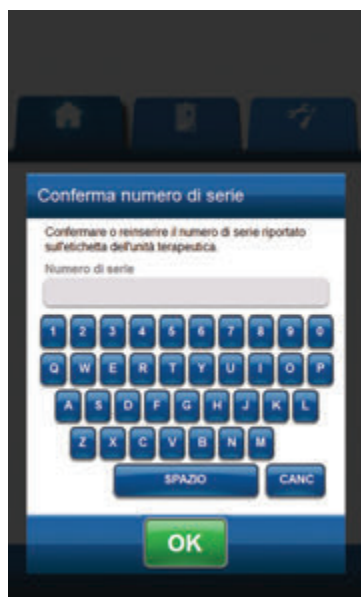 Conferma numero di serie
Confermare o reinserire il numero di serie riportato
sull'etichetta dell'unità terapeutica.
Numero di serie
1 2 3 4 5 6 7 8 9 0
Q W E R T Y U I O P
A S D F G H J K L
Z X C V B N M
SPAZIO CANC
OK